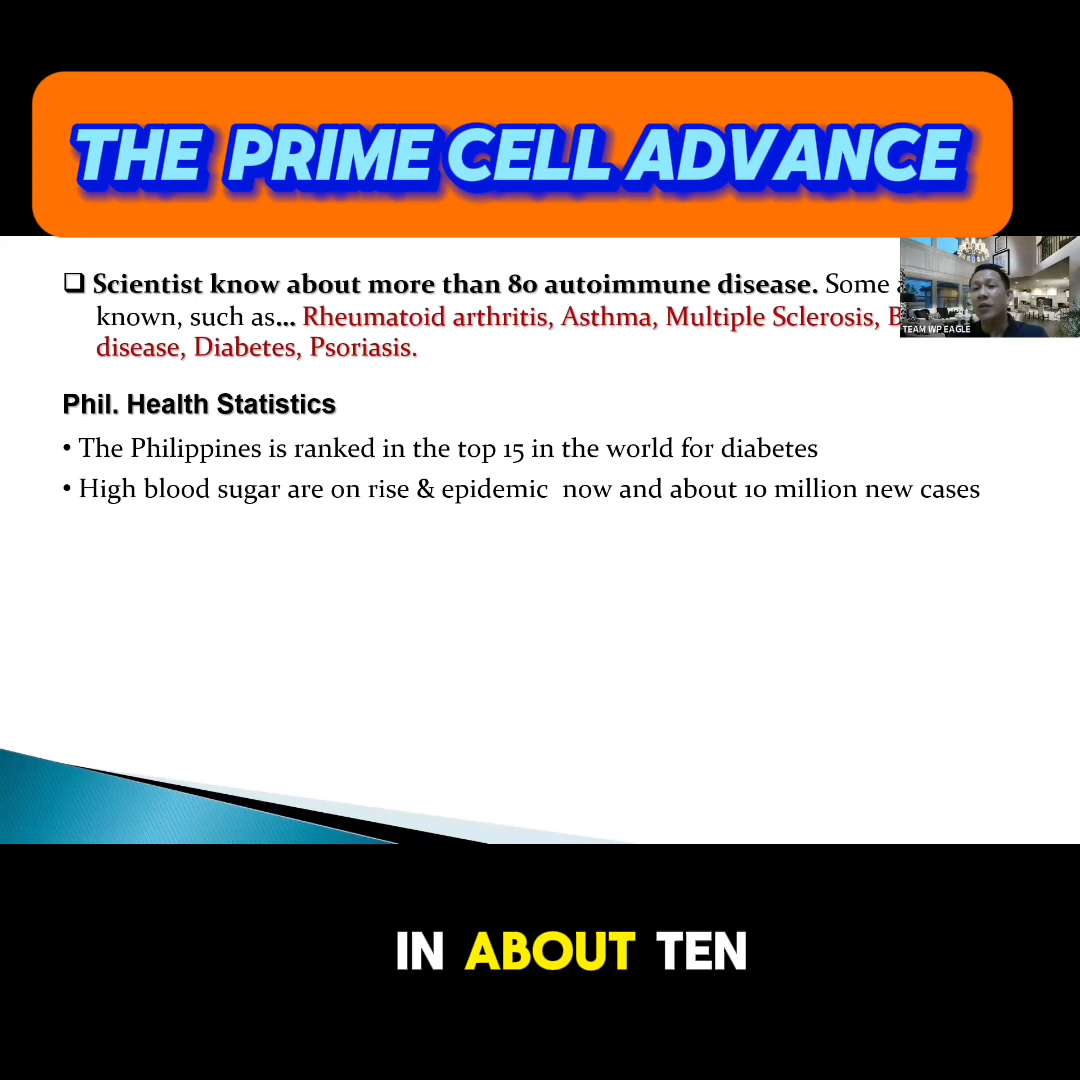 THE PRIME CELL ADVANCE
Scientist know about more than 80 autoimmune disease. Some
known, such as... Rheumatoid arthritis, Asthma, Multiple Sclerosis,
disease, Diabetes, Psoriasis.
TEAM WP EAGLE
Phil. Health Statistics
• The Philippines is ranked in the top 15 in the world for diabetes
• High blood sugar are on rise & epidemic now and about 10 million new cases
IN ABOUT TEN